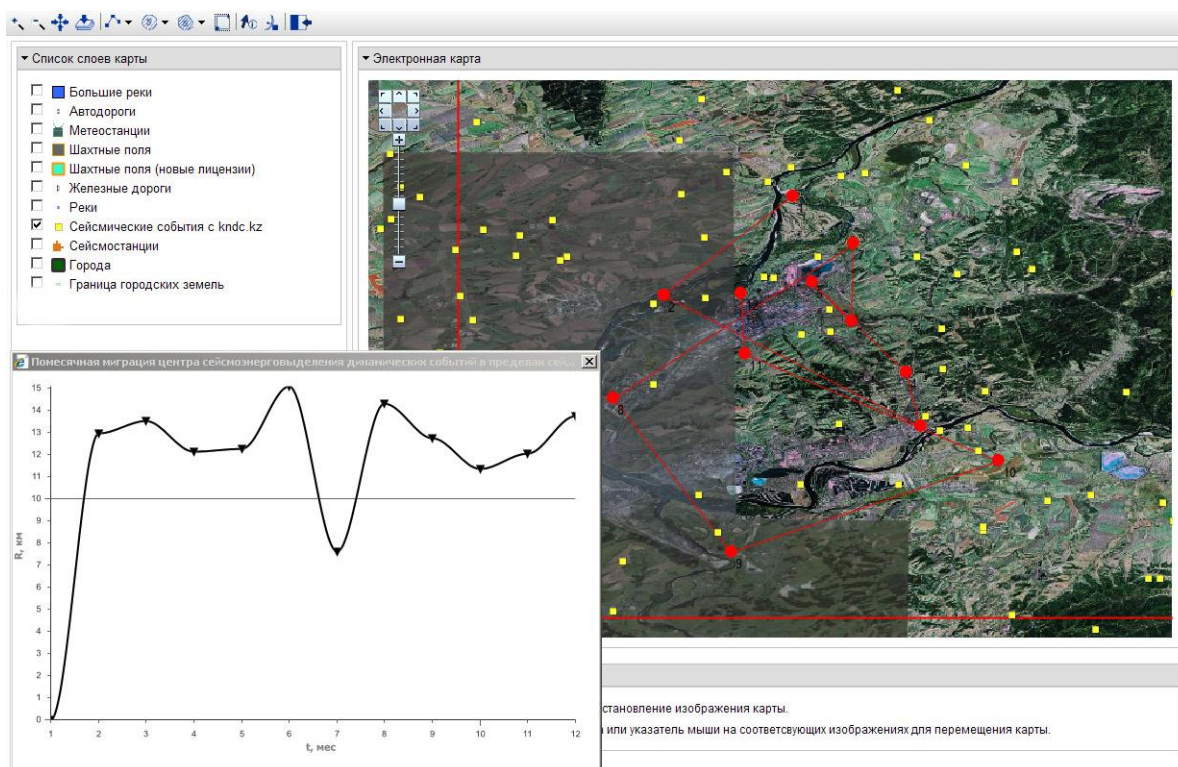 Список слоев карты
Большие реки
Автодороги
Метеостанции
Шахтные поля
Шахтные поля (новые лицензии)
Железные дороги
Реки
Сейсмические события с kndc.kz
Сейсмостанции
Города
Граница городских земель
Электронная карта
2
8
9
10
Помесячная миграция центра сейсмоэнерговыделения динамических событий в пределах сей...
R, км
15
14
13
12
11
10
9
8
7
6
5
4
3
2
1
0
1 2 3 4 5 6 7 8 9 10 11 12
t, мес
становление изображения карты.
или указатель мыши на соответсвующих изображениях для перемещения карты.